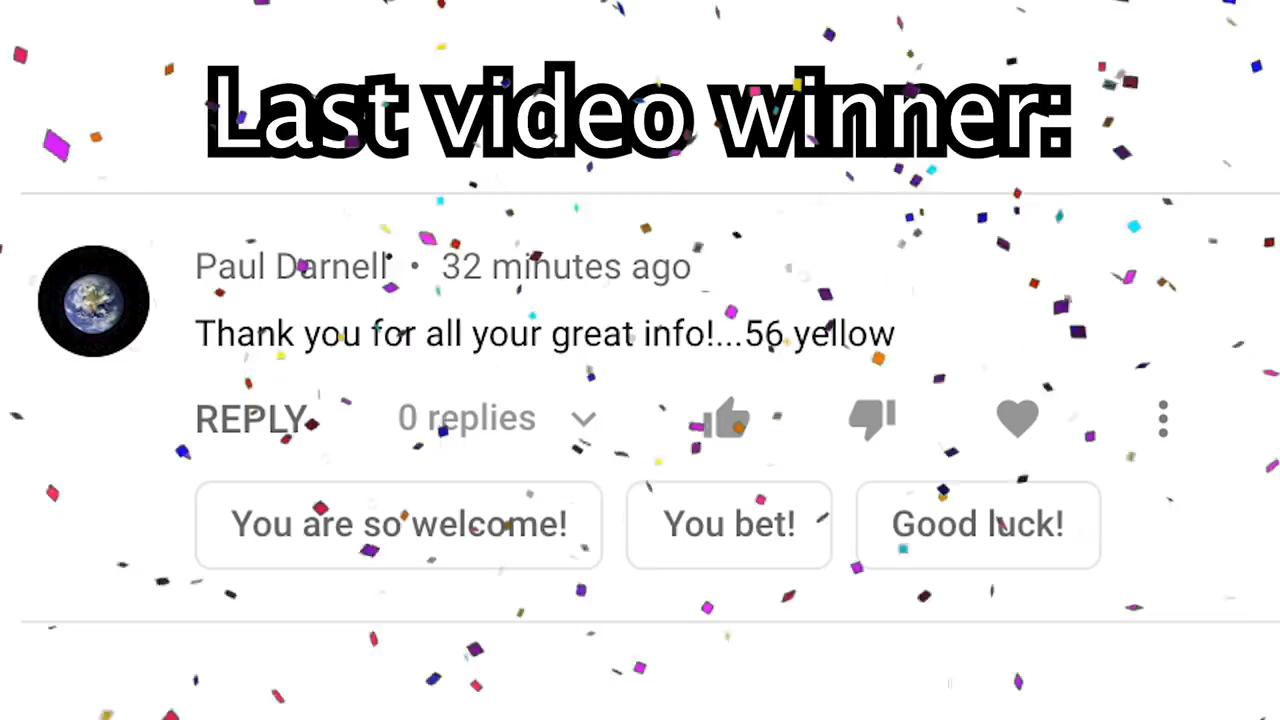 Last video winner:
Paul Darnell • 32 minutes ago
Thank you for all your great info!...56 yellow
REPLY 0 replies
You are so welcome! You bet! Good luck!